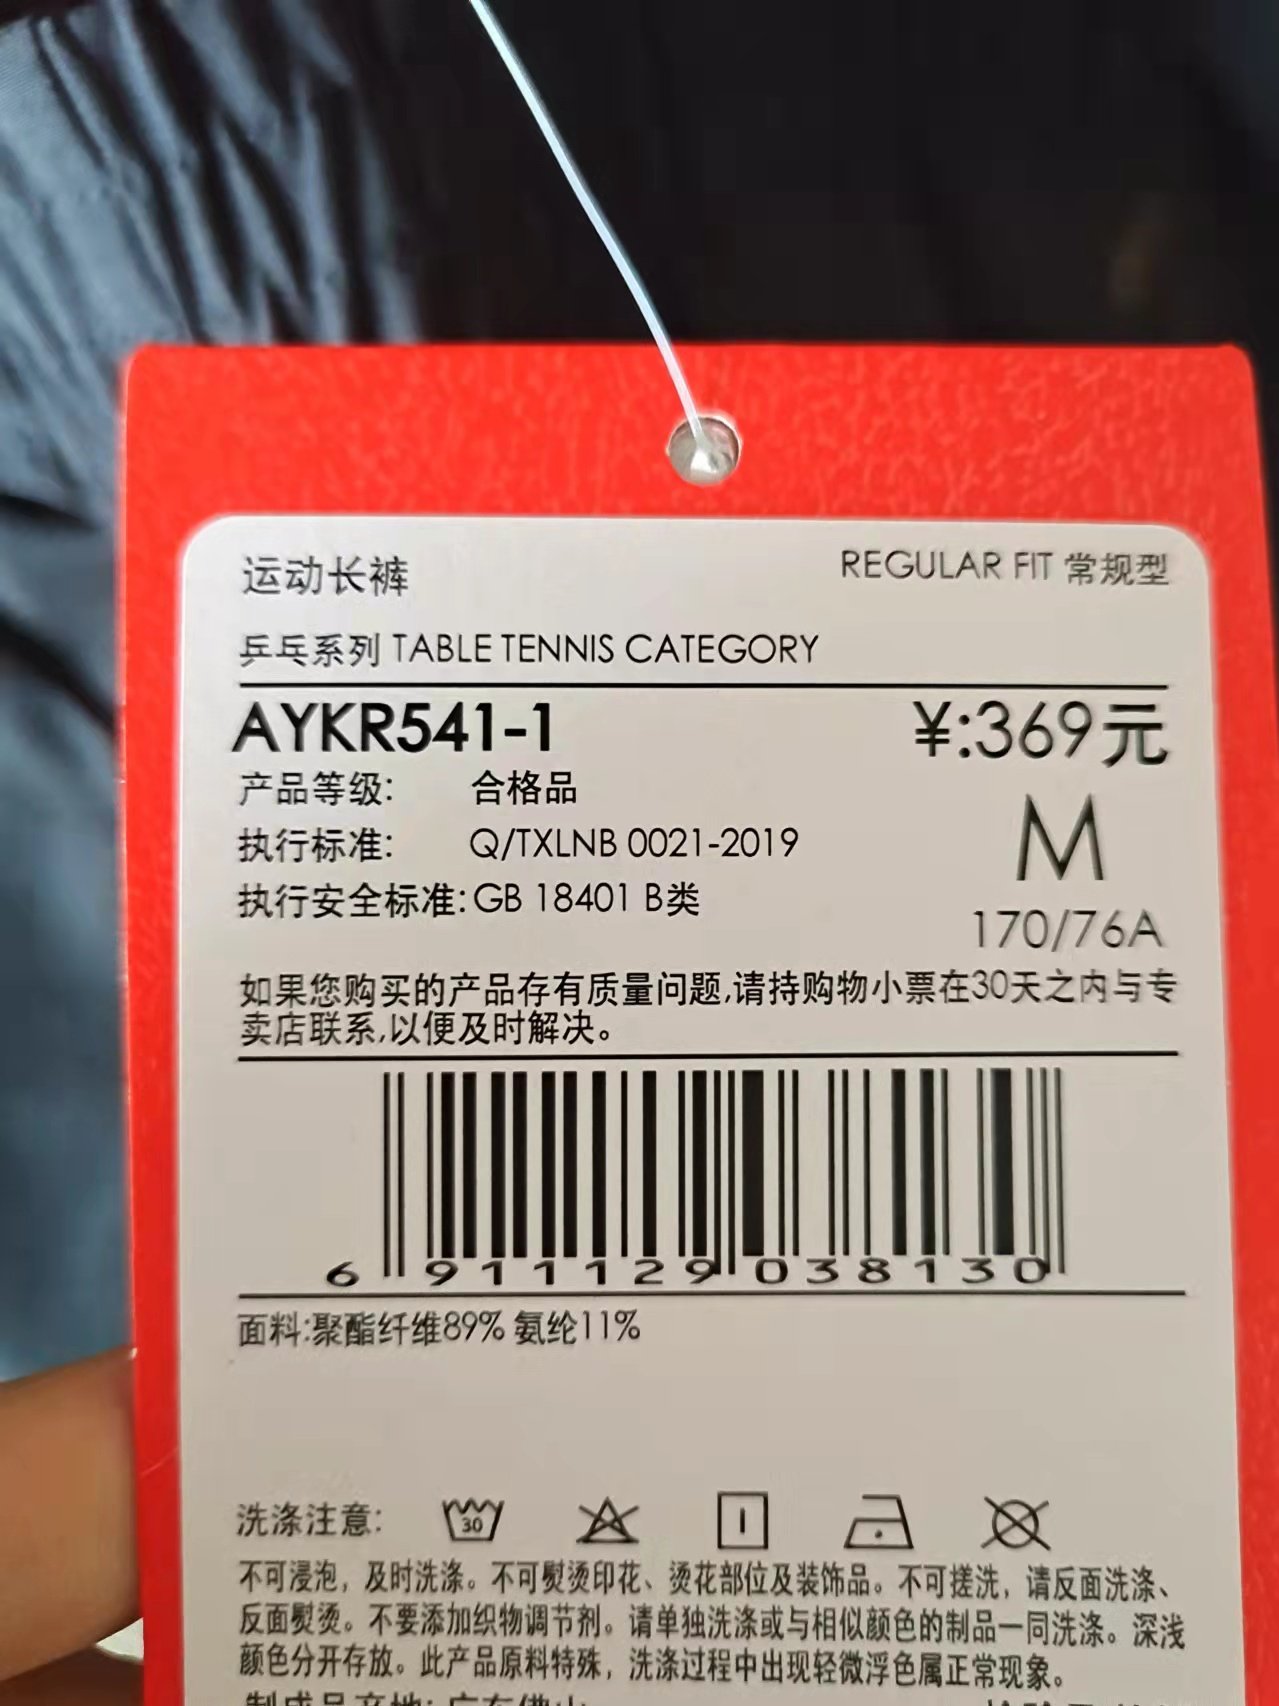 运动长裤
REGULAR FIT 常规型
乒乓系列 TABLE TENNIS CATEGORY
AYKR541-1
¥:369元
产品等级: 合格品
执行标准: Q/TXLNB 0021-2019
M
执行安全标准: GB 18401 B类
170/76A
如果您购买的产品存有质量问题,请持购物小票在30天之内与专
卖店联系,以便及时解决。
6 911129 038130
面料:聚酯纤维89% 氨纶11%
洗涤注意: 30
不可浸泡，及时洗涤。不可熨烫印花、烫花部位及装饰品。不可搓洗，请反面洗涤、
反面熨烫。不要添加织物调节剂。请单独洗涤或与相似颜色的制品一同洗涤。深浅
颜色分开存放。此产品原料特殊，洗涤过程中出现轻微浮色属正常现象。
制成品产地: 广东佛山